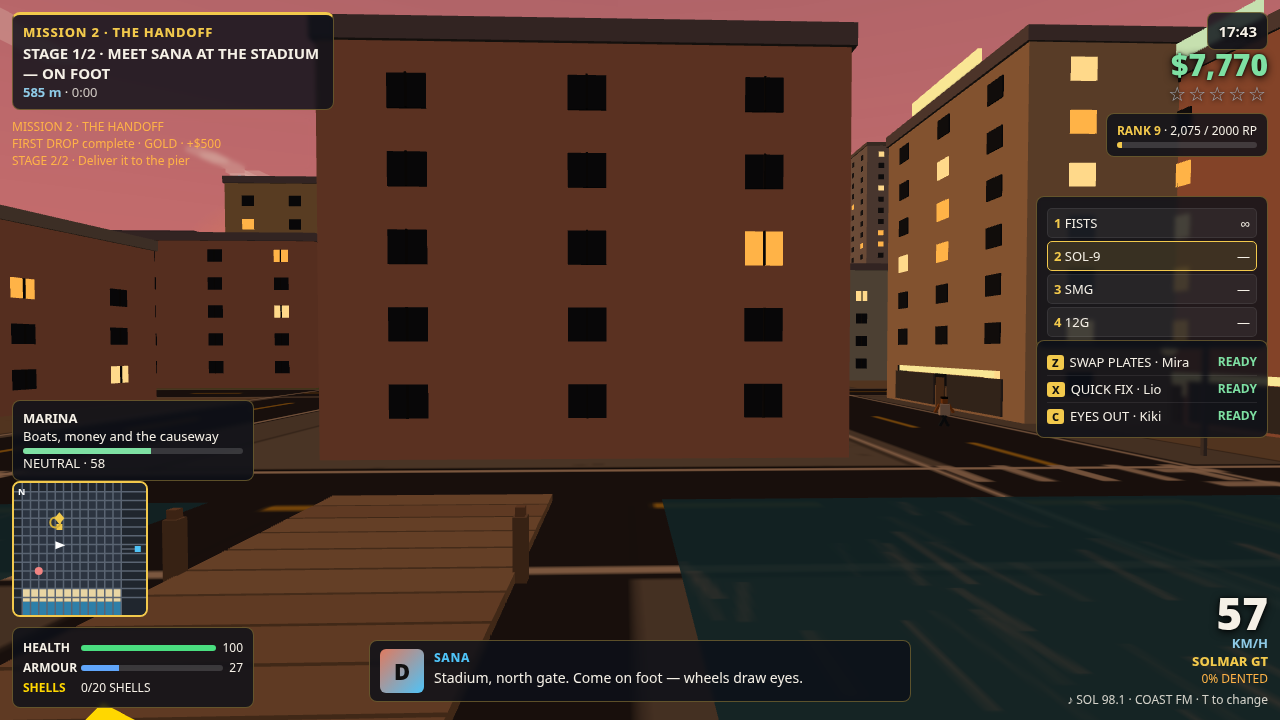 MISSION 2 · THE HANDOFF
STAGE 1/2 · MEET SANA AT THE STADIUM
— ON FOOT
585 m · 0:00
MISSION 2 · THE HANDOFF
FIRST DROP complete · GOLD · +$500
STAGE 2/2 · Deliver it to the pier
17:43
$7,770
☆☆☆☆☆
RANK 9 · 2,075 / 2000 RP
1 FISTS ∞
2 SOL-9 —
3 SMG —
4 12G —
Z SWAP PLATES · Mira READY
X QUICK FIX · Lio READY
C EYES OUT · Kiki READY
MARINA
Boats, money and the causeway
NEUTRAL · 58
N
HEALTH 100
ARMOUR 27
SHELLS 0/20 SHELLS
D
SANA
Stadium, north gate. Come on foot — wheels draw eyes.
57
KM/H
SOLMAR GT
0% DENTED
♪ SOL 98.1 · COAST FM · T to change